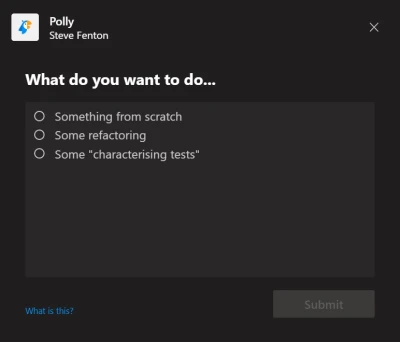 Polly
Steve Fenton
What do you want to do...
Something from scratch
Some refactoring
Some "characterising tests"
What is this?
Submit